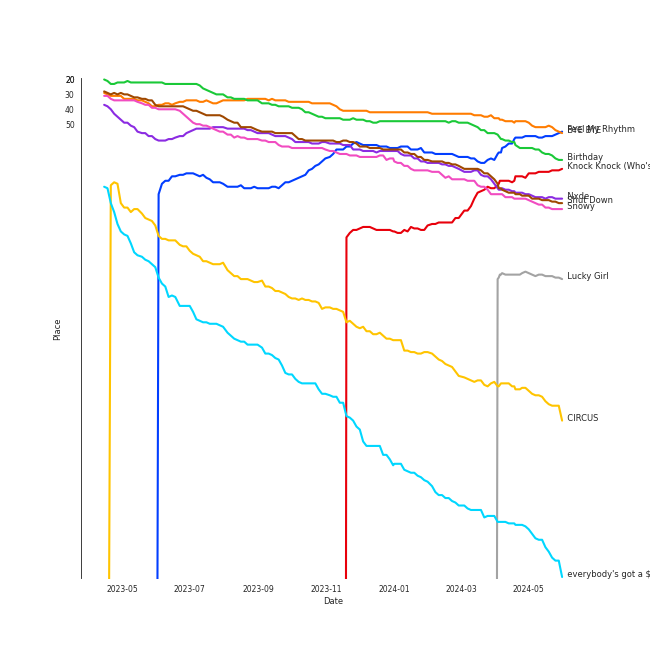 20
30
40
50
Place
Feel My Rhythm
Birthday
Knock Knock (Who's
Nxde
Shut Down
Snowy
Lucky Girl
CIRCUS
everybody's got a $
2023-05
2023-07
2023-09
2023-11
2024-01
2024-03
2024-05
Date